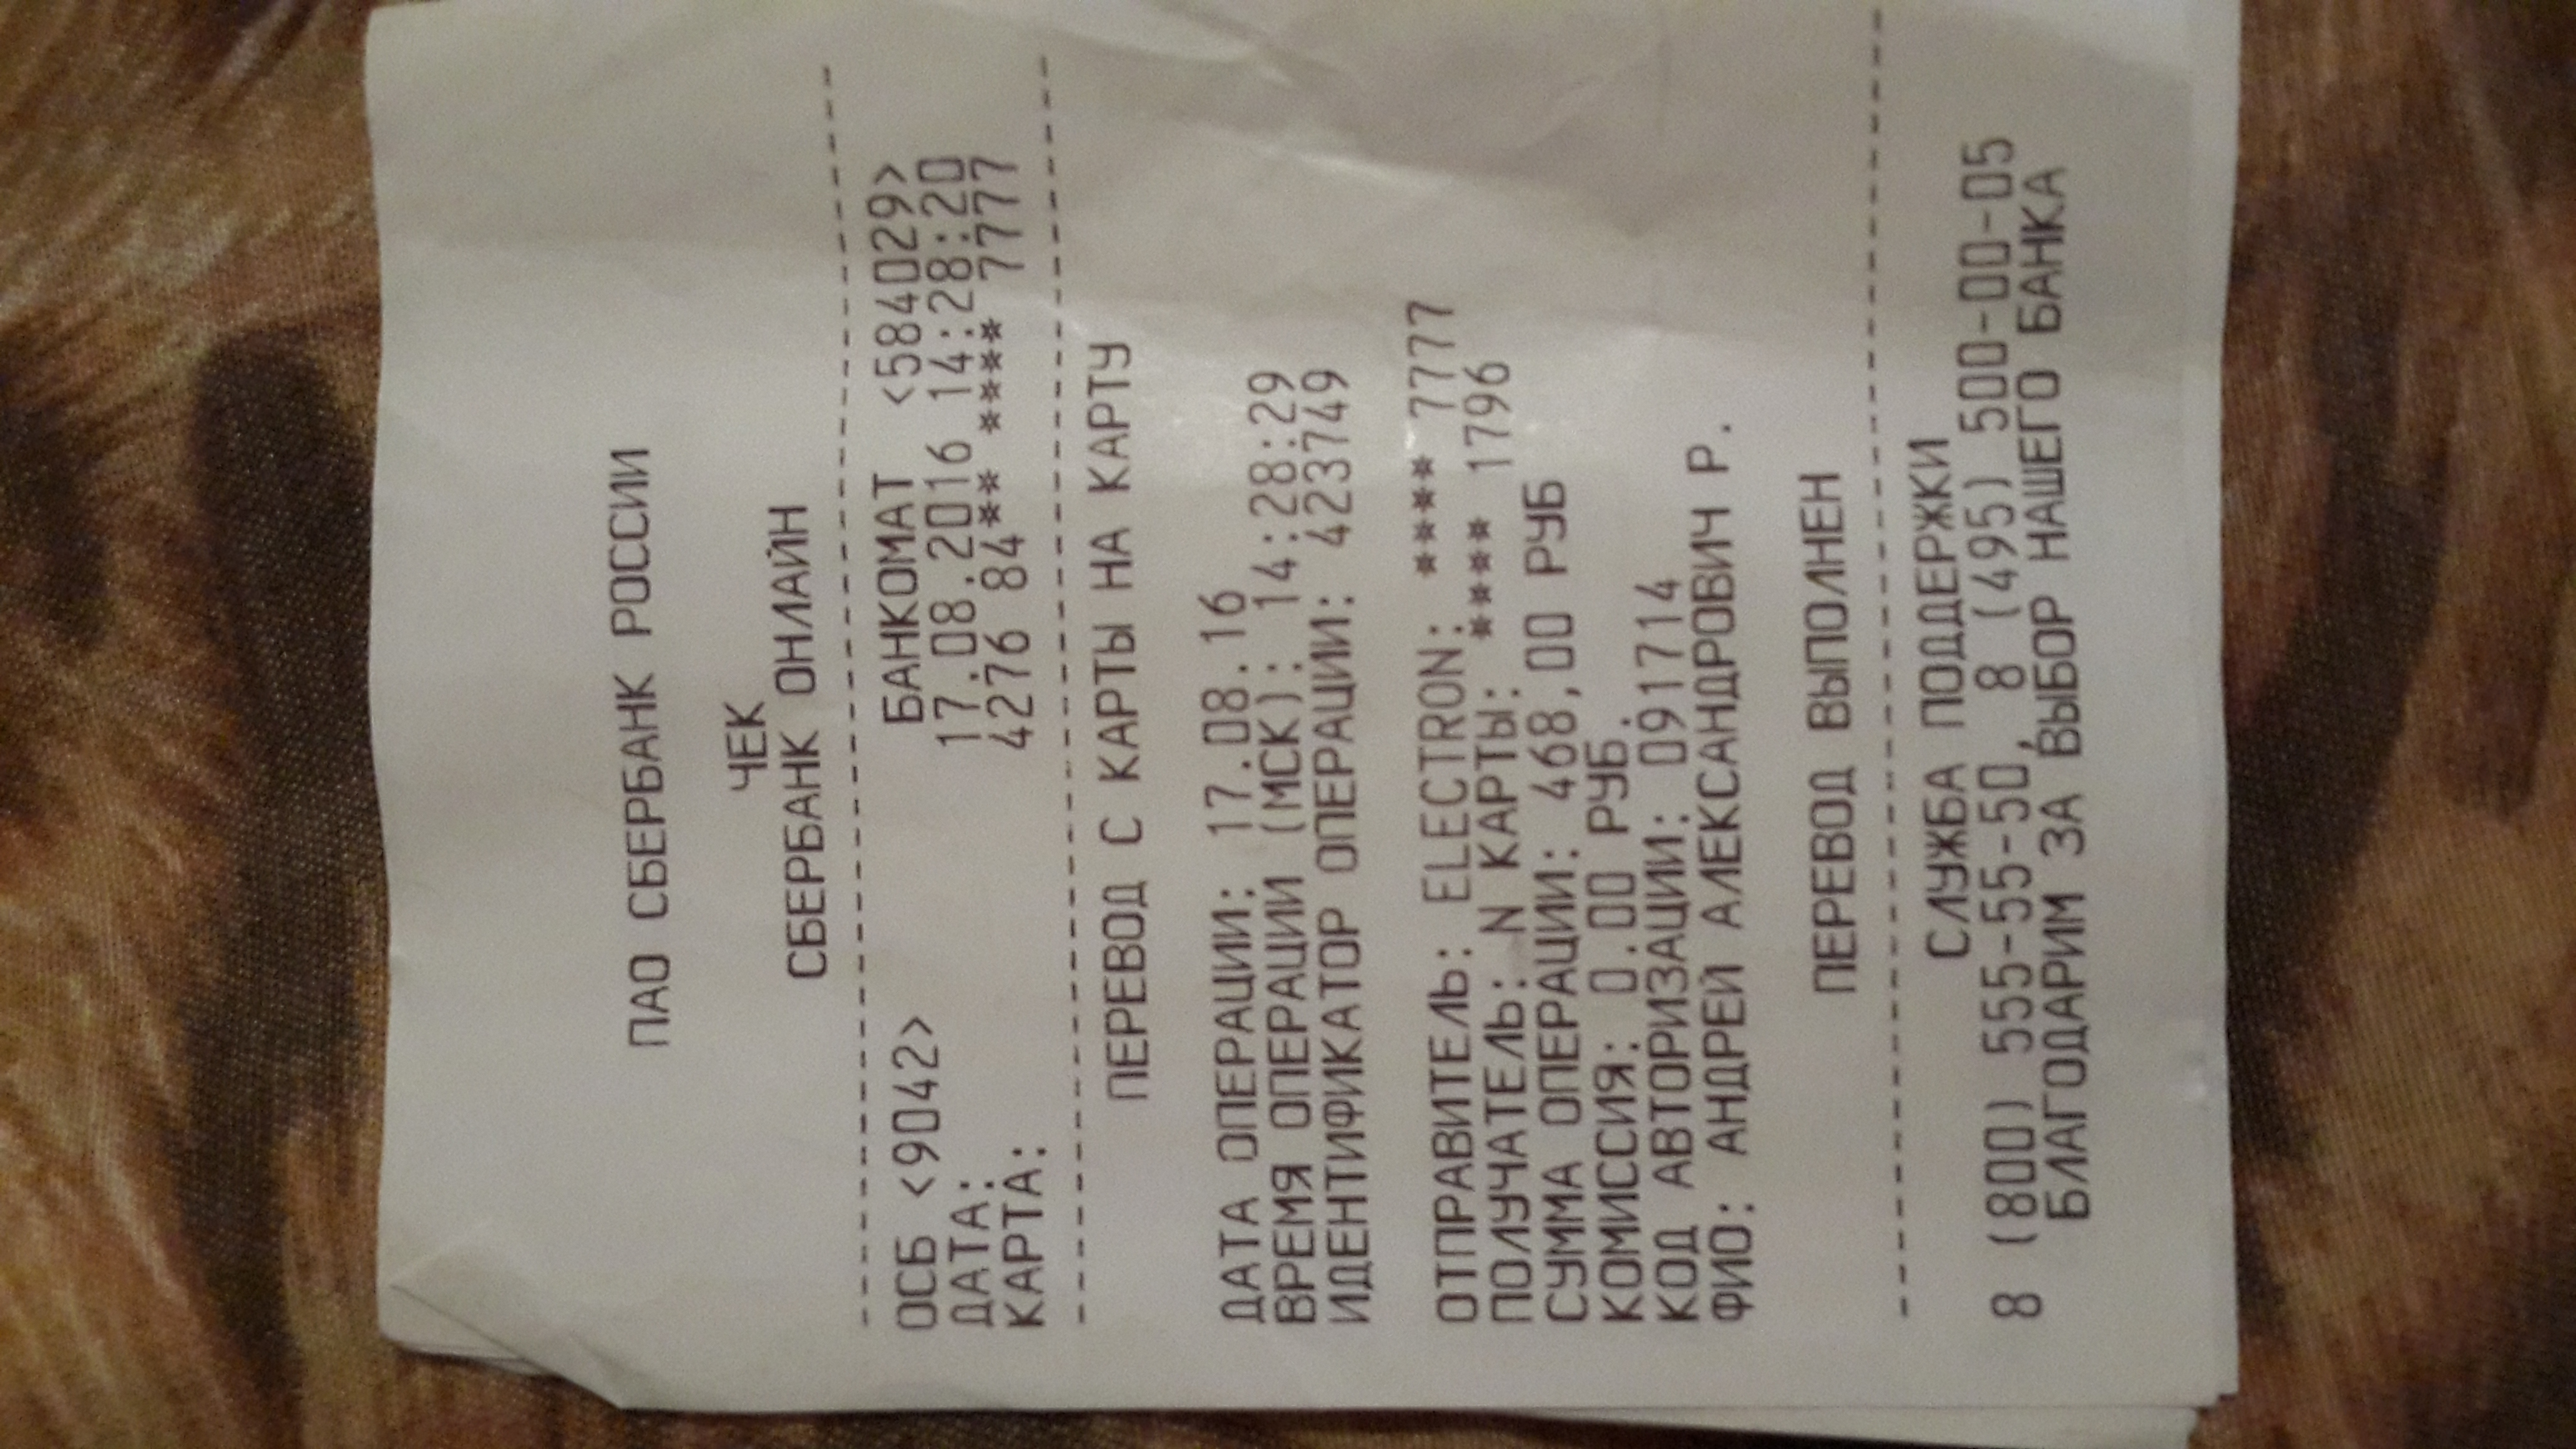 ПАО СБЕРБАНК РОССИИ
ЧЕК
СБЕРБАНК ОНЛАЙН
ОСБ <9042> БАНКОМАТ <584029>
ДАТА: 17.08.2016 14:28:20
КАРТА: 4276 84** **** 7777
ПЕРЕВОД С КАРТЫ НА КАРТУ
ДАТА ОПЕРАЦИИ: 17.08.16
ВРЕМЯ ОПЕРАЦИИ (МСК): 14:28:29
ИДЕНТИФИКАТОР ОПЕРАЦИИ: 423749
ОТПРАВИТЕЛЬ: ELECTRON: **** 7777
ПОЛУЧАТЕЛЬ: N КАРТЫ: **** 1796
СУММА ОПЕРАЦИИ: 468,00 РУБ
КОМИССИЯ: 0.00 РУБ.
КОД АВТОРИЗАЦИИ: 091714
ФИО: АНДРЕЙ АЛЕКСАНДРОВИЧ Р.
ПЕРЕВОД ВЫПОЛНЕН
СЛУЖБА ПОДДЕРЖКИ
8 (800) 555-55-50, 8 (495) 500-00-05
БЛАГОДАРИМ ЗА ВЫБОР НАШЕГО БАНКА